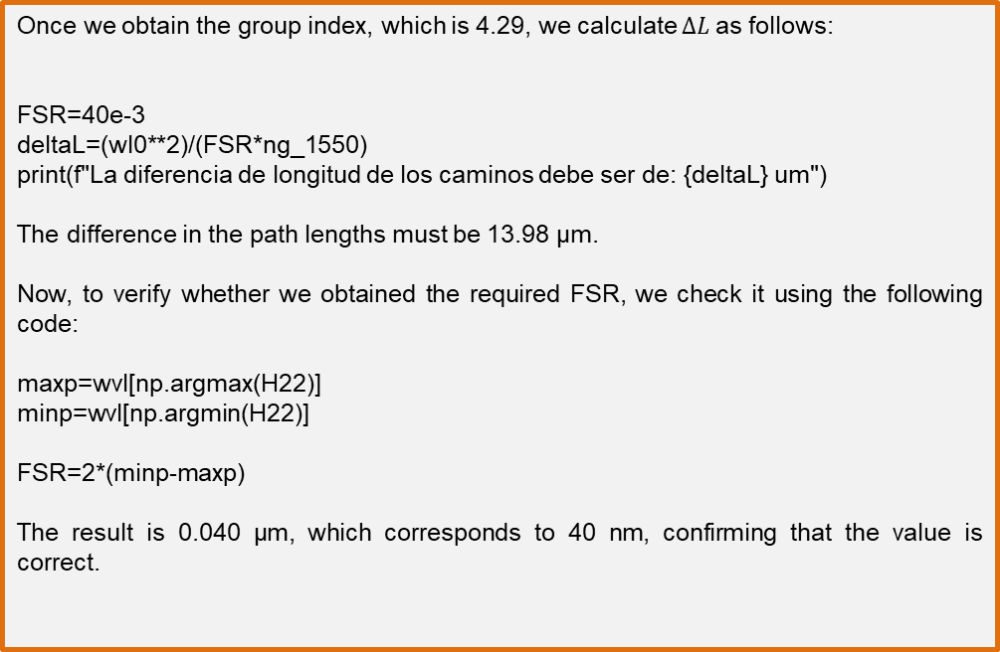 Once we obtain the group index, which is 4.29, we calculate ΔL as follows:
FSR=40e-3
deltaL=(wl0**2)/(FSR*ng_1550)
print(f"La diferencia de longitud de los caminos debe ser de: {deltaL} um")
The difference in the path lengths must be 13.98 µm.
Now, to verify whether we obtained the required FSR, we check it using the following
code:
maxp=wvl[np.argmax(H22)]
minp=wvl[np.argmin(H22)]
FSR=2*(minp-maxp)
The result is 0.040 µm, which corresponds to 40 nm, confirming that the value is
correct.